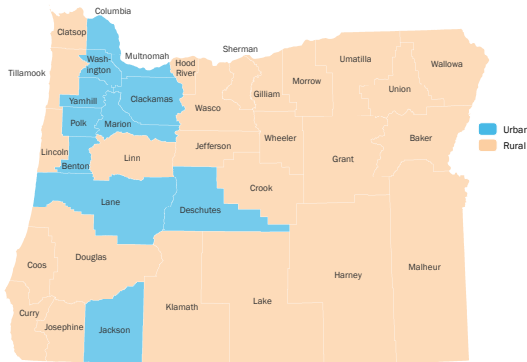 Columbia
Clatsop
Multnomah
Sherman
Hood
River
Wash-
ington
Umatilla
Wallowa
Tillamook
Morrow
Union
Gilliam
Yamhill
Clackamas
Wasco
Polk
Marion
Urban
Wheeler
Baker
Rural
Lincoln
Linn
Jefferson
Grant
Benton
Crook
Lane
Deschutes
Douglas
Coos
Malheur
Harney
Lake
Klamath
Curry
Josephine
Jackson